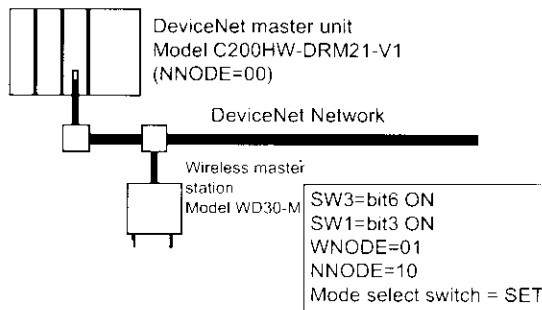 DeviceNet master unit
Model C200HW-DRM21-V1
(NNODE=00)
DeviceNet Network
Wireless master
station
Model WD30-M
SW3=bit6 ON
SW1=bit3 ON
WNODE=01
NNODE=10
Mode select switch = SET